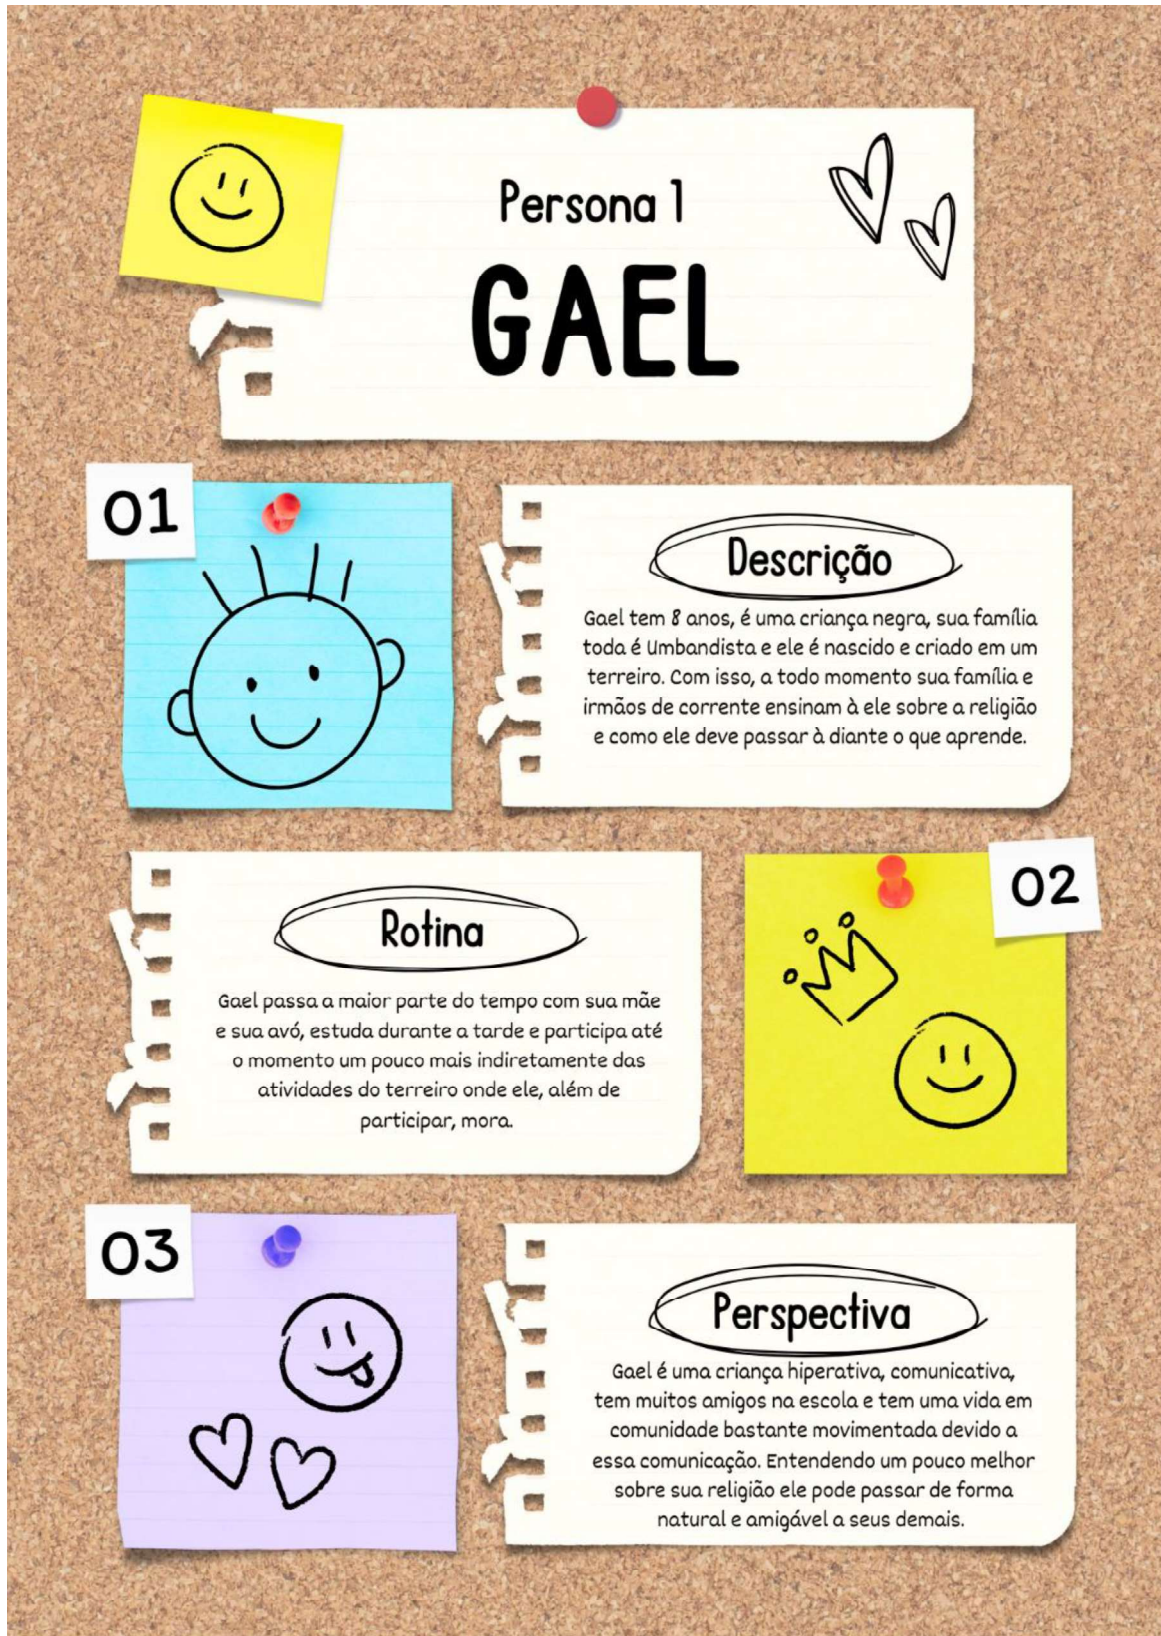 Persona 1
GAEL
01
Descrição
Gael tem 8 anos, é uma criança negra, sua família
toda é Umbandista e ele é nascido e criado em um
terreiro. Com isso, a todo momento sua família e
irmãos de corrente ensinam à ele sobre a religião
e como ele deve passar à diante o que aprende.
02
Rotina
Gael passa a maior parte do tempo com sua mãe
e sua avó, estuda durante a tarde e participa até
o momento um pouco mais indiretamente das
atividades do terreiro onde ele, além de
participar, mora.
03
Perspectiva
Gael é uma criança hiperativa, comunicativa,
tem muitos amigos na escola e tem uma vida em
comunidade bastante movimentada devido a
essa comunicação. Entendendo um pouco melhor
sobre sua religião ele pode passar de forma
natural e amigável a seus demais.